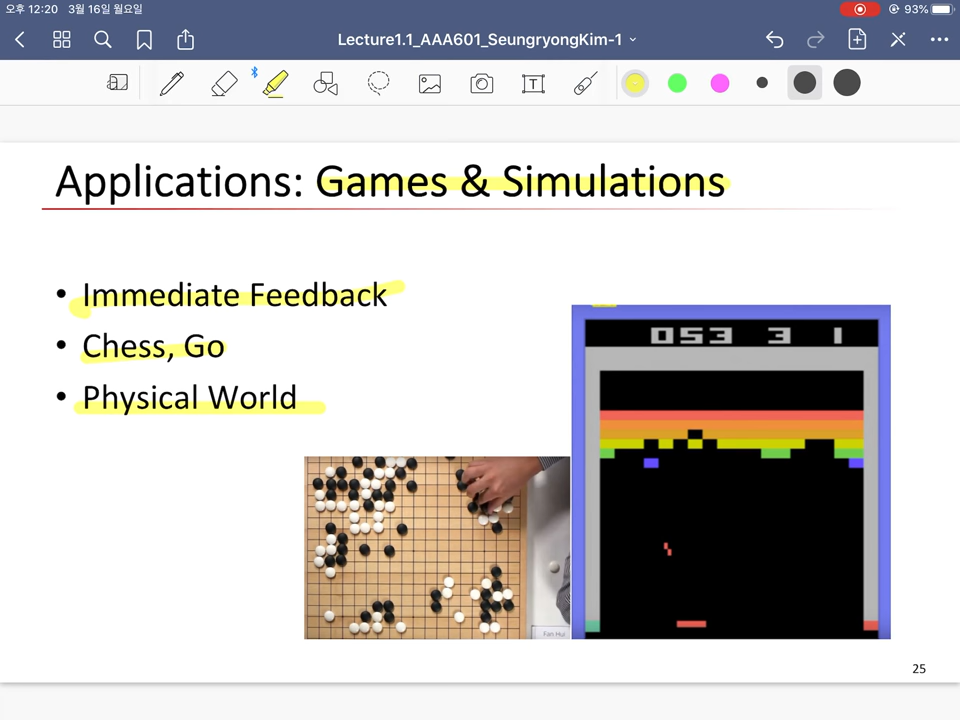 오후 12:20 3월 16일 월요일
93%
Lecture1.1_AAA601_SeungryongKim-1
T
Applications: Games & Simulations
• Immediate Feedback
• Chess, Go
• Physical World
053 3 1
Fan Hui
25